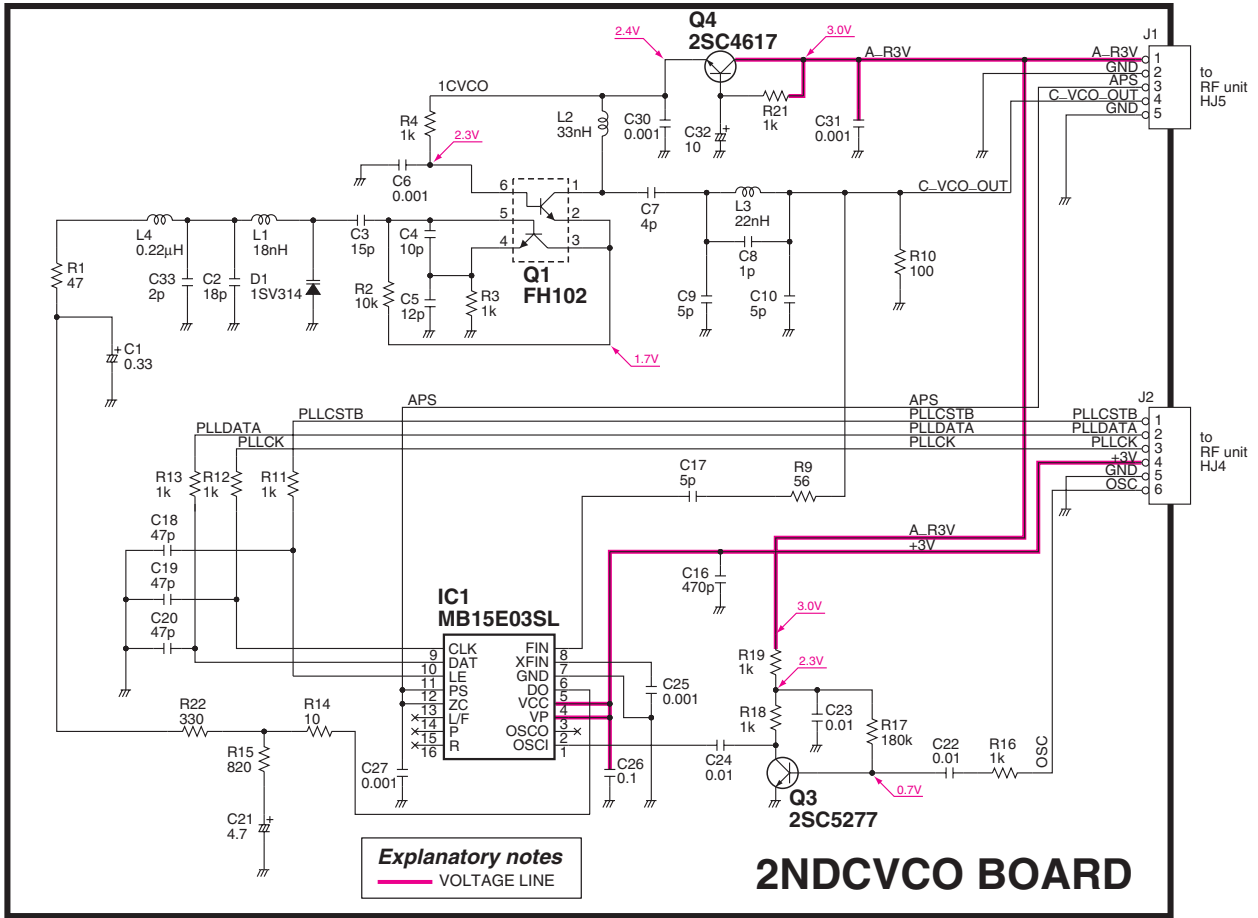 Q4
2SC4617
2.4V
3.0V
A_R3V
A_R3V
GND
APS
C_VCO_OUT
GND
J1
1
2
3
4
5
to
RF unit
HJ5
1CVCO
R4
1k
2.3V
L2
33nH
C30
0.001
C32
10
+
R21
1k
C31
0.001
C6
0.001
6
5
4
1
2
3
Q1
FH102
C7
4p
L3
22nH
C8
1p
C9
5p
C10
5p
C_VCO_OUT
R10
100
L4
0.22µH
L1
18nH
C3
15p
C4
10p
R1
47
C33
2p
C2
18p
D1
1SV314
R2
10k
C5
12p
R3
1k
+
C1
0.33
1.7V
APS
APS
PLLCSTB
PLLCSTB
PLLCSTB
PLLDATA
PLLDATA
PLLDATA
PLLCK
PLLCK
PLLCK
+3V
GND
OSC
J2
1
2
3
4
5
6
to
RF unit
HJ4
R13
1k
R12
1k
R11
1k
C17
5p
R9
56
C18
47p
C19
47p
C20
47p
A_R3V
+3V
C16
470p
3.0V
IC1
MB15E03SL
CLK
DAT
LE
PS
ZC
L/F
P
R
9
10
11
12
13
14
15
16
FIN
XFIN
GND
DO
VCC
VP
OSCO
OSCI
8
7
6
5
4
3
2
1
C25
0.001
R19
1k
2.3V
R18
1k
C23
0.01
R17
180k
C22
0.01
R16
1k
OSC
R22
330
R14
10
R15
820
C27
0.001
C26
0.1
C24
0.01
Q3
2SC5277
0.7V
C21
4.7
+
Explanatory notes
VOLTAGE LINE
2NDCVCO BOARD